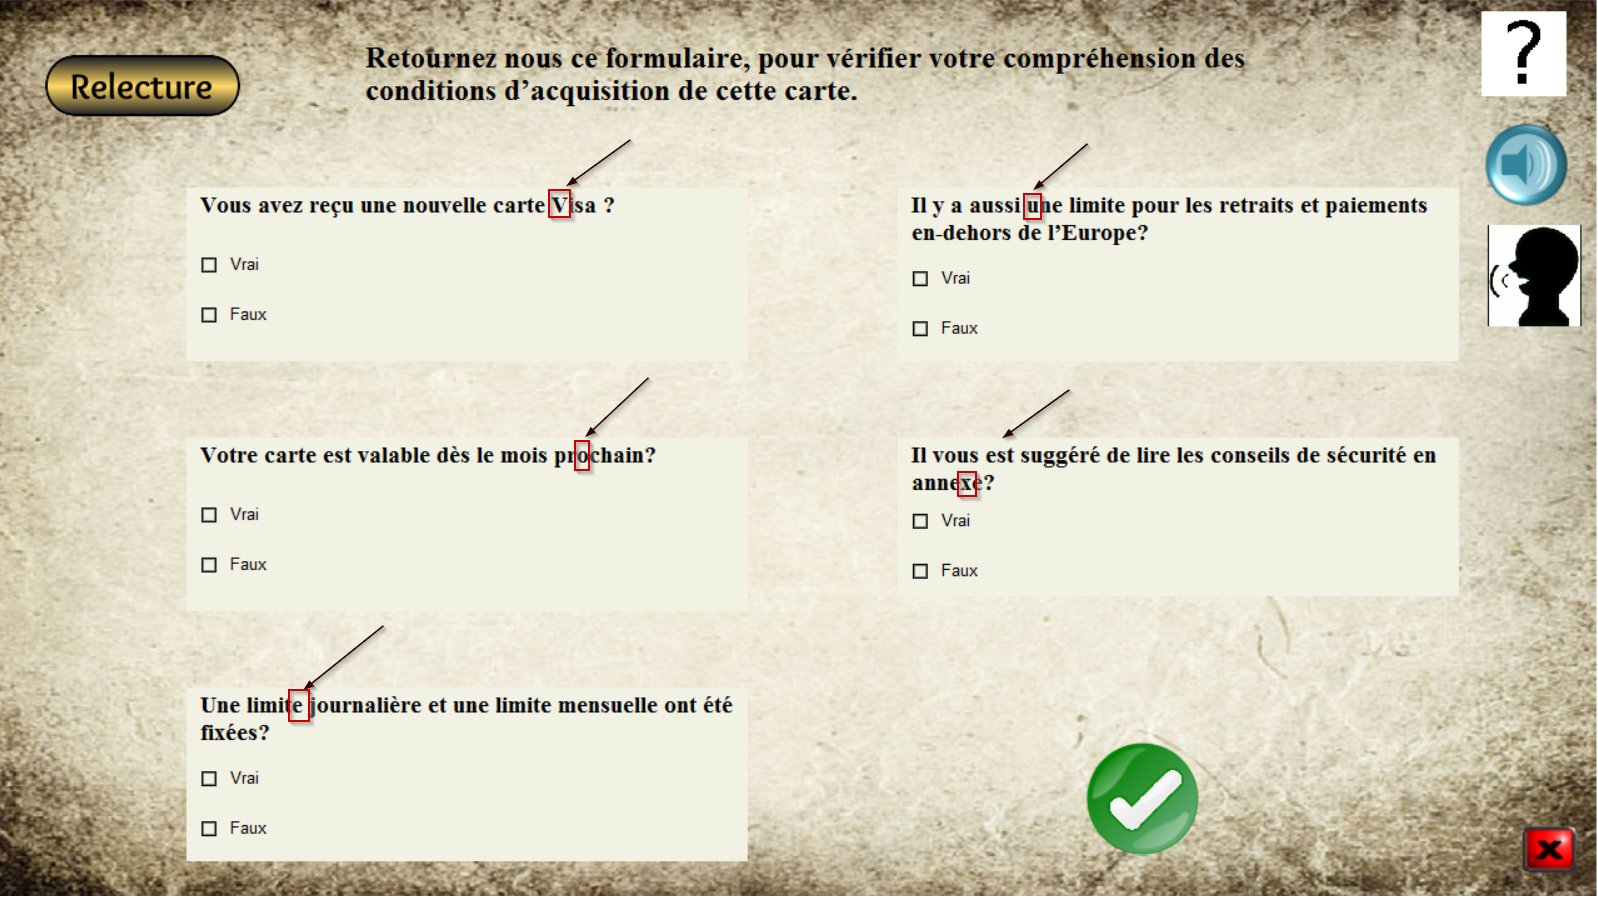 Relecture
Retournez nous ce formulaire, pour vérifier votre compréhension des
conditions d’acquisition de cette carte.
?
Vous avez reçu une nouvelle carte Visa ?
Vrai
Faux
Votre carte est valable dès le mois prochain?
Vrai
Faux
Une limite journalière et une limite mensuelle ont été
fixées?
Vrai
Faux
Il y a aussi une limite pour les retraits et paiements
en-dehors de l’Europe?
Vrai
Faux
Il vous est suggéré de lire les conseils de sécurité en
annexe?
Vrai
Faux